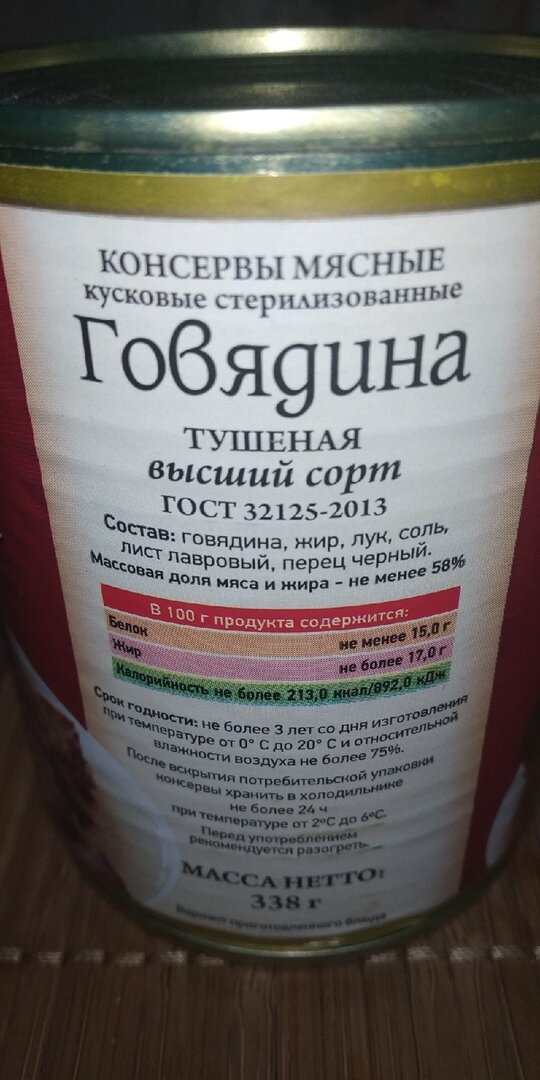 КОНСЕРВЫ МЯСНЫЕ
кусковые стерилизованные
Говядина
ТУШЕНАЯ
высший сорт
ГОСТ 32125-2013
Состав: говядина, жир, лук, соль,
лист лавровый, перец черный.
Массовая доля мяса и жира - не менее 58%
В 100 г продукта содержится:
Белок не менее 15,0 г
Жир не более 17,0 г
Калорийность не более 213,0 ккал/892,0 кДж
Срок годности: не более 3 лет со дня изготовления
при температуре от 0° С до 20° С и относительной
влажности воздуха не более 75%.
После вскрытия потребительской упаковки
консервы хранить в холодильнике
не более 24 ч
при температуре от 2°С до 6°С.
Перед употреблением
рекомендуется разогреть.
МАССА НЕТТО:
338 г
Вариант приготовленного блюда